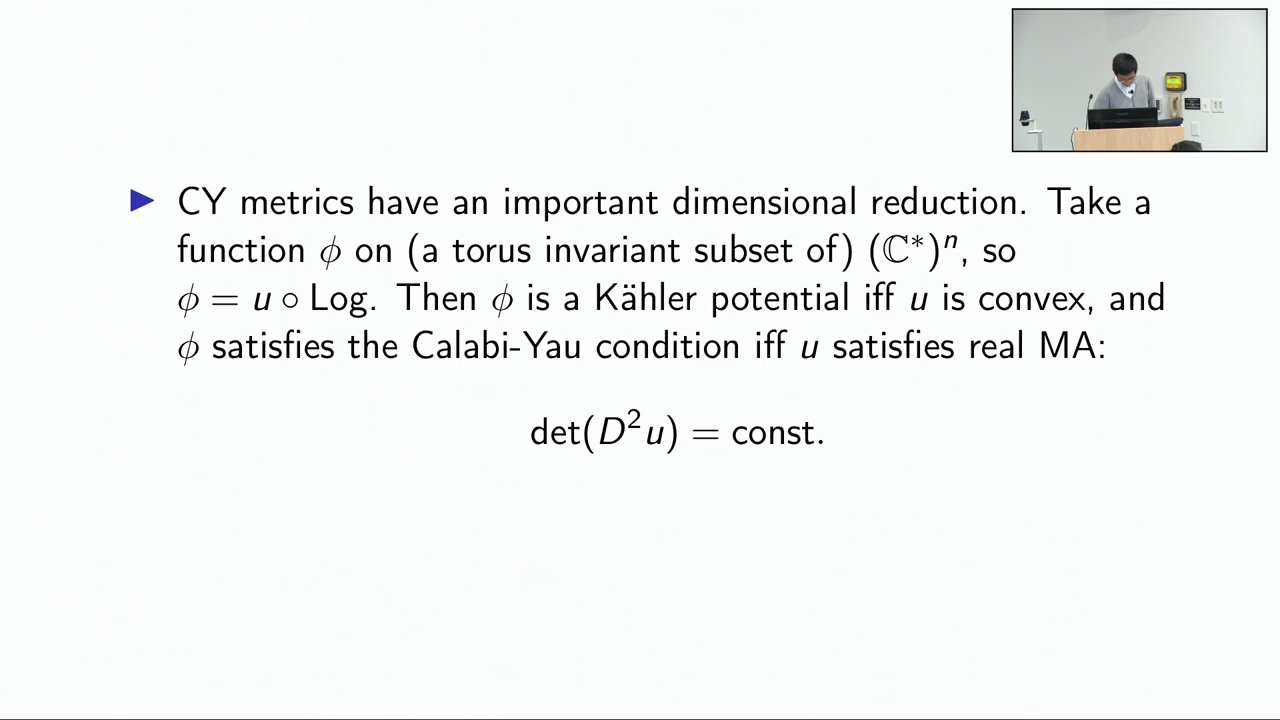 ▶ CY metrics have an important dimensional reduction. Take a
function ϕ on (a torus invariant subset of) (ℂ*)ⁿ, so
ϕ = u ∘ Log. Then ϕ is a Kähler potential iff u is convex, and
ϕ satisfies the Calabi-Yau condition iff u satisfies real MA:
det(D²u) = const.